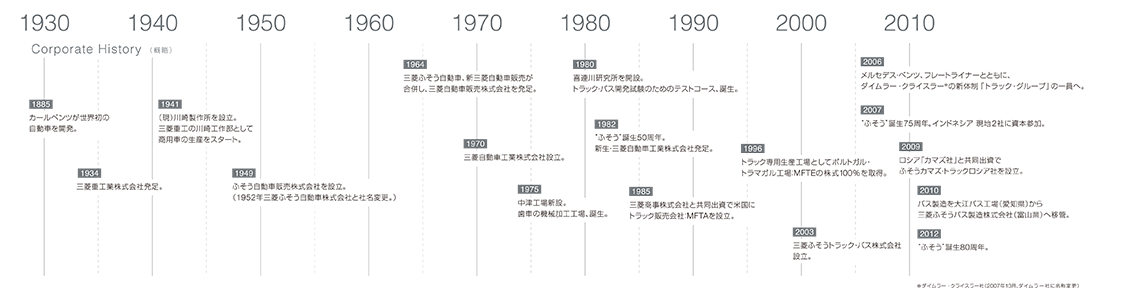 1930 1940 1950 1960 1970 1980 1990 2000 2010
Corporate History (概略)
1885
カールベンツが世界初の
自動車を開発。
1934
三菱重工業株式会社発足。
1941
(現)川崎製作所を設立。
三菱重工の川崎工作部として
商用車の生産をスタート。
1949
ふそう自動車販売株式会社を設立。
(1952年三菱ふそう自動車株式会社と社名変更。)
1964
三菱ふそう自動車、新三菱自動車販売が
合併し、三菱自動車販売株式会社を発足。
1970
三菱自動車工業株式会社設立。
1975
中津工場新設。
歯車の機械加工工場、誕生。
1980
喜連川研究所を開設。
トラック・バス開発試験のためのテストコース、誕生。
1982
“ふそう”誕生50周年。
新生・三菱自動車工業株式会社発足。
1985
三菱商事株式会社と共同出資で米国に
トラック販売会社:MFTAを設立。
1996
トラック専用生産工場としてポルトガル・
トラマガル工場:MFTEの株式100%を取得。
2003
三菱ふそうトラック・バス株式会社
設立。
2006
メルセデス・ベンツ、フレートライナーとともに、
ダイムラー・クライスラー*の新体制「トラック・グループ」の一員へ。
2007
“ふそう”誕生75周年。インドネシア 現地2社に資本参加。
2009
ロシア「カマズ社」と共同出資で
ふそうカマズ・トラックロシア社を設立。
2010
バス製造を大江バス工場(愛知県)から
三菱ふそうバス製造株式会社(富山県)へ移管。
2012
“ふそう”誕生80周年。
*ダイムラー・クライスラー社(2007年10月、ダイムラー社に名称変更)